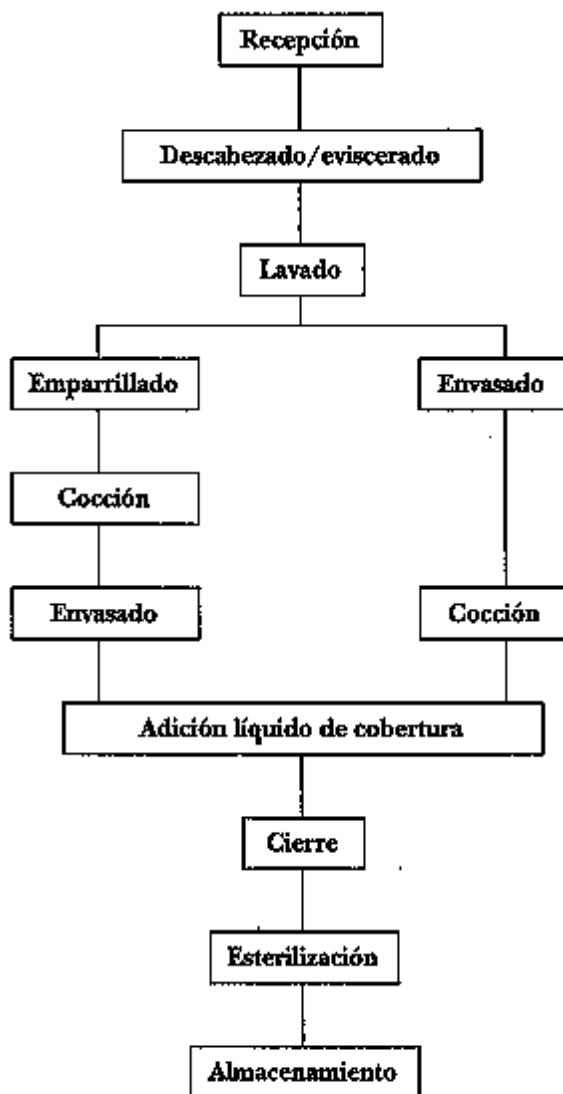 Recepción
Descabezado/eviscerado
Lavado
Emparrillado
Envasado
Cocción
Envasado
Cocción
Adición líquido de cobertura
Cierre
Esterilización
Almacenamiento